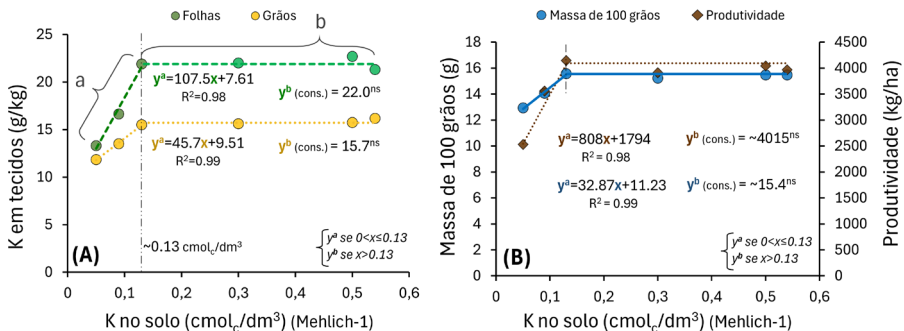 Folhas Grãos
b
a
K em tecidos (g/kg)
25
20
15
10
5
0
yᵃ=107.5x+7.61
R²=0.98
yᵇ (cons.) = 22.0ⁿˢ
yᵃ=45.7x+9.51
R²=0.99
yᵇ (cons.) = 15.7ⁿˢ
(A)
~0.13 cmol꜀/dm³
yᵃ se 0<x≤0.13
yᵇ se x>0.13
0 0,1 0,2 0,3 0,4 0,5 0,6
K no solo (cmol꜀/dm³) (Mehlich-1)
Massa de 100 grãos Produtividade
Massa de 100 grãos (g)
18
16
14
12
10
8
6
4
2
0
yᵃ=808x+1794
R² = 0.98
yᵇ (cons.) = ~4015ⁿˢ
yᵃ=32.87x+11.23
R² = 0.99
yᵇ (cons.) = ~15.4ⁿˢ
(B)
yᵃ se 0<x≤0.13
yᵇ se x>0.13
4500
4000
3500
3000
2500
2000
1500
1000
500
0
Produtividade (kg/ha)
0 0,1 0,2 0,3 0,4 0,5 0,6
K no solo (cmol꜀/dm³) (Mehlich-1)